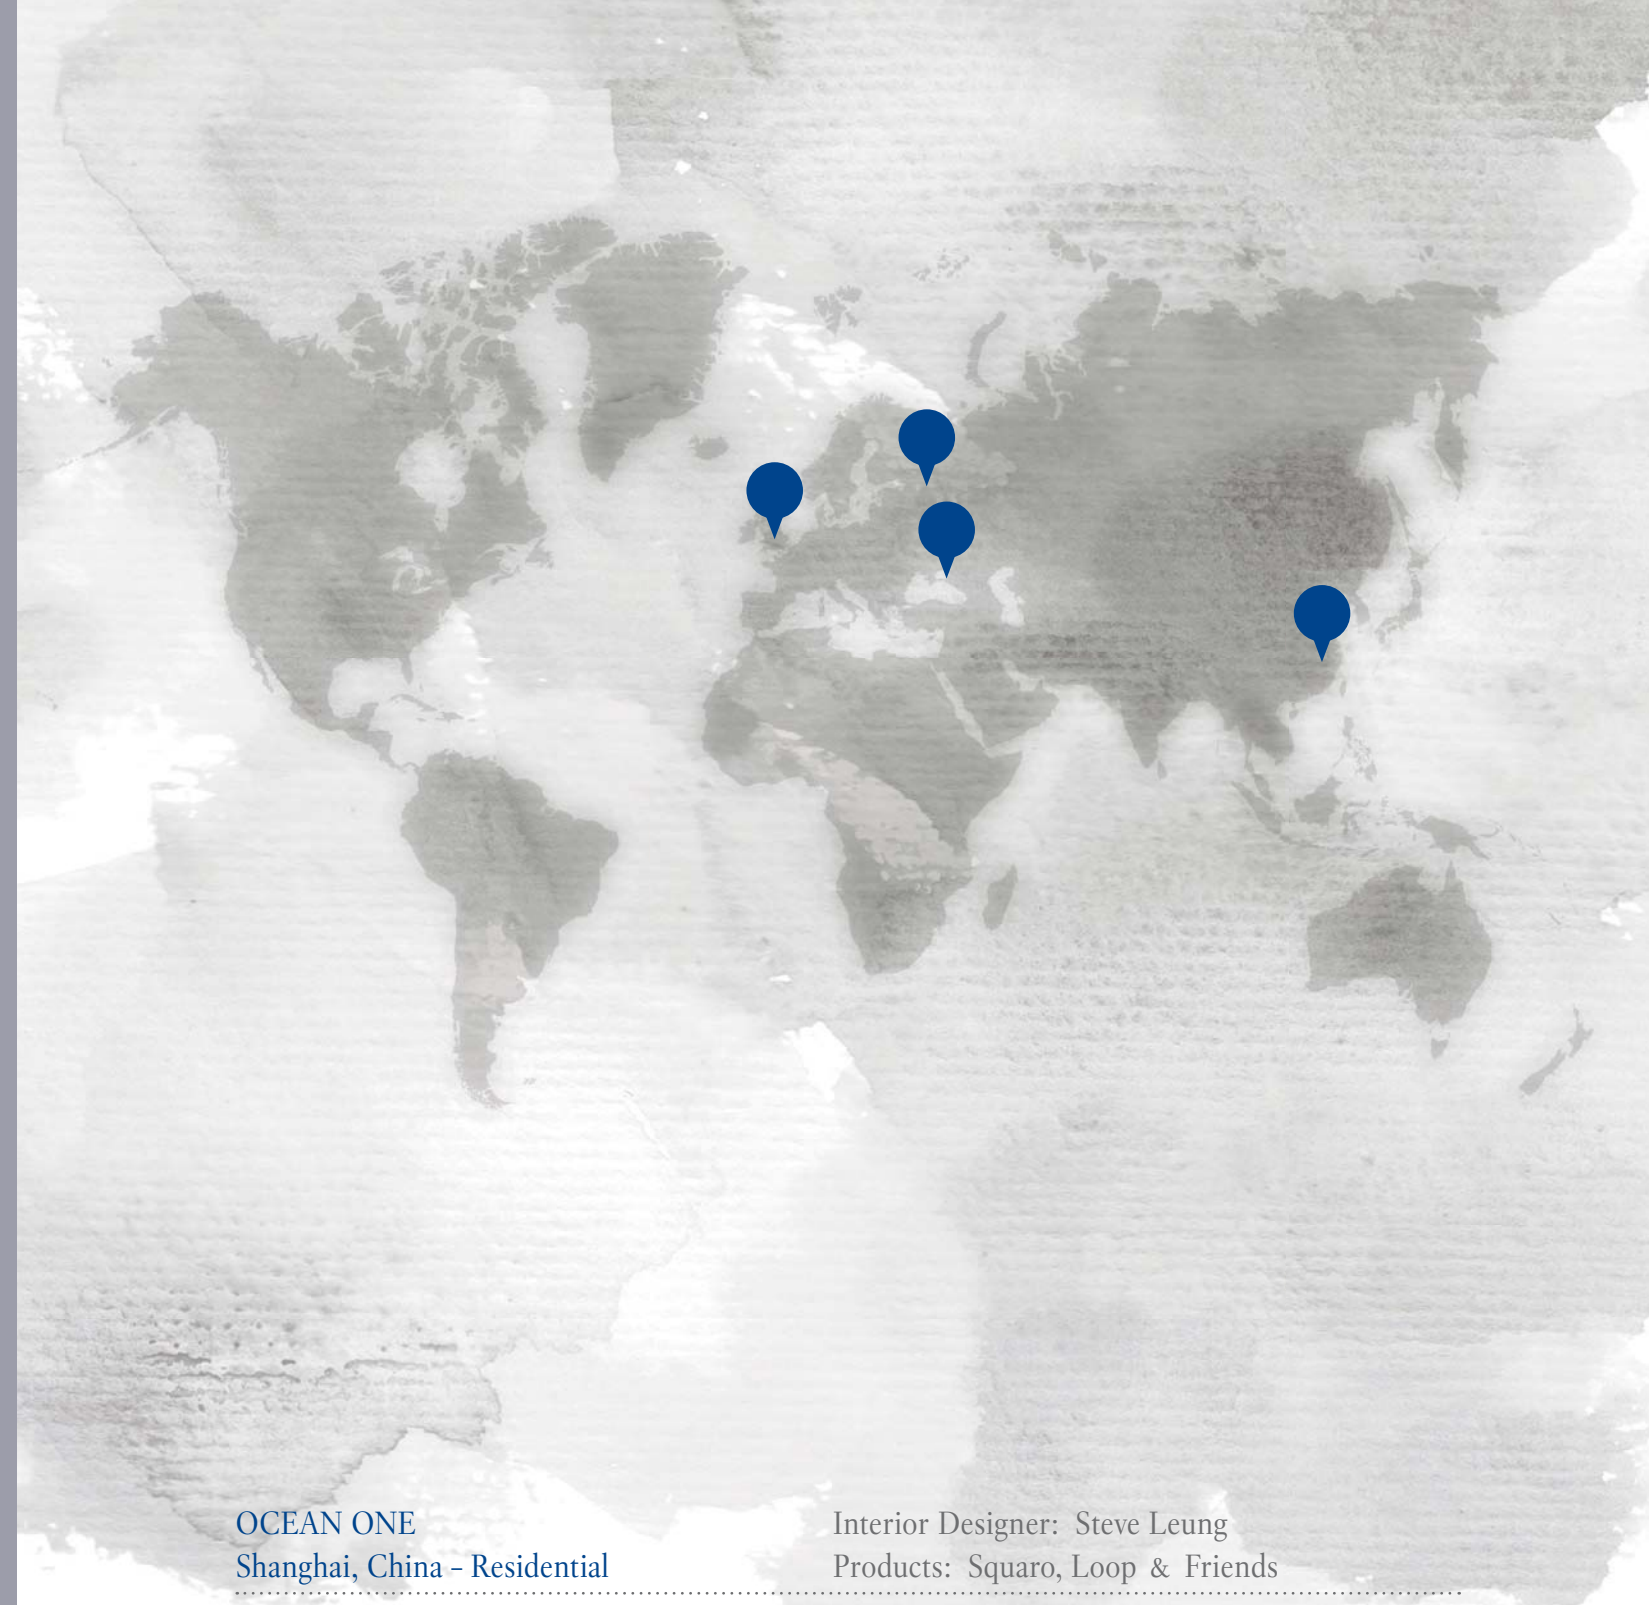 OCEAN ONE
Shanghai, China – Residential
Interior Designer: Steve Leung
Products: Squaro, Loop & Friends